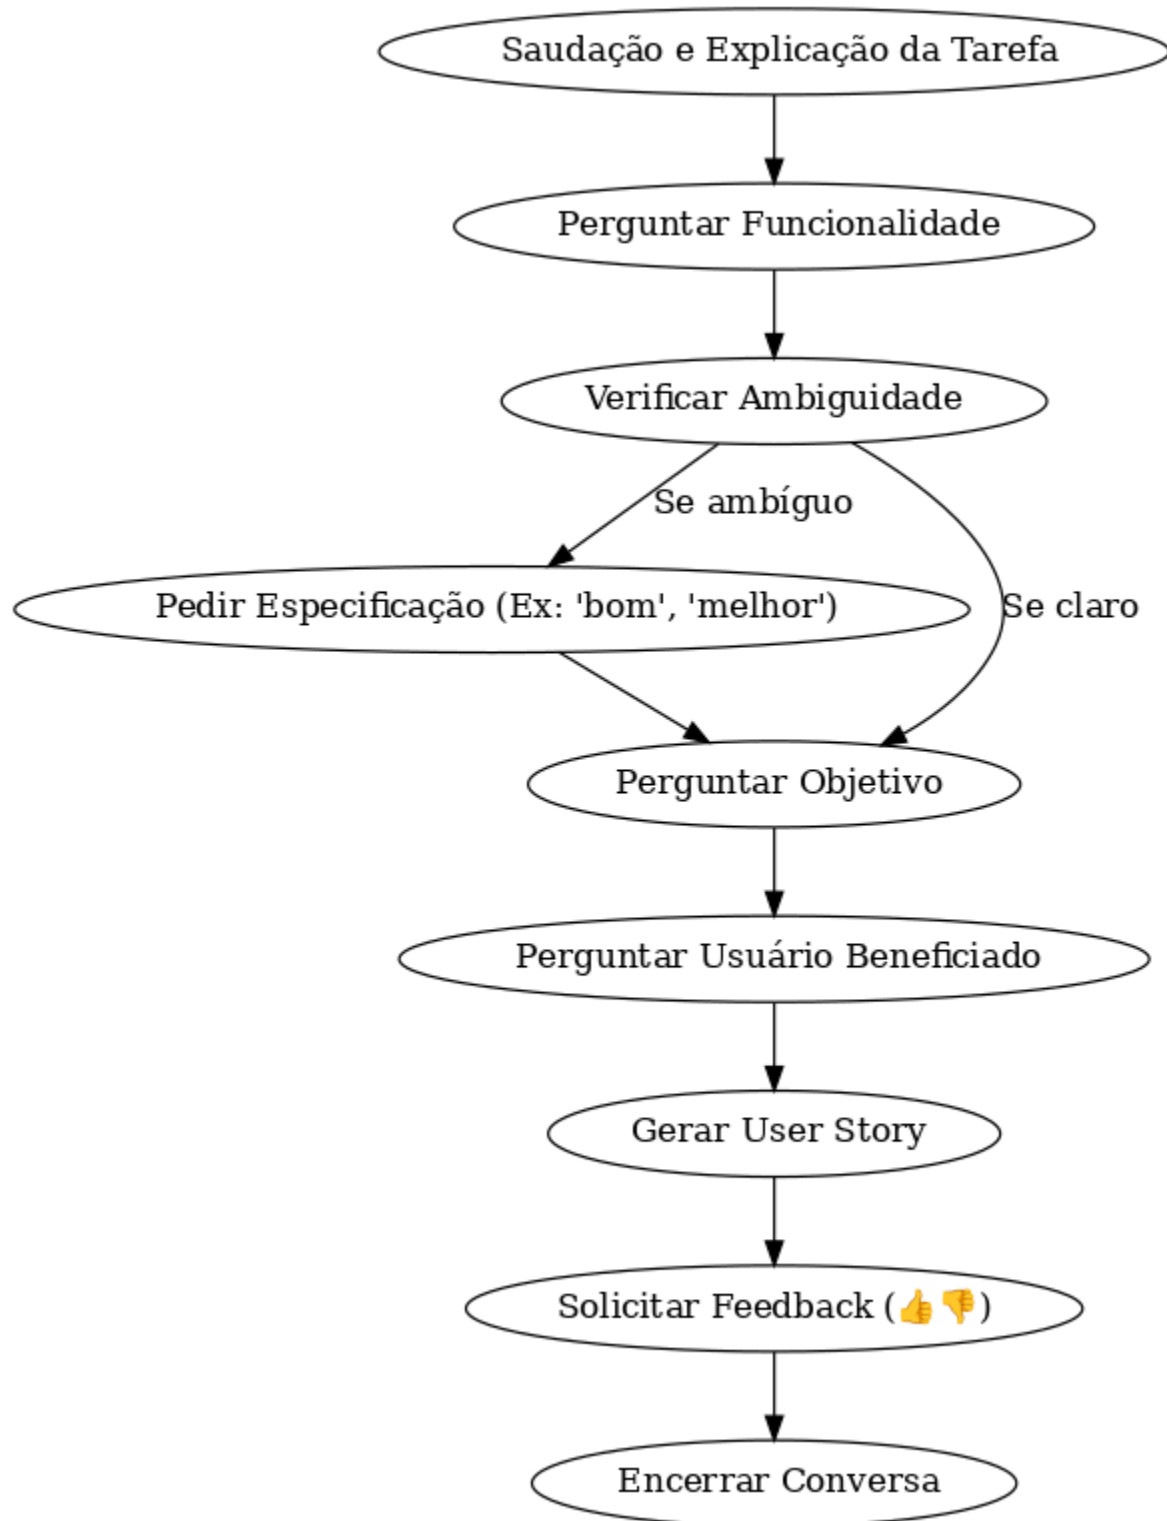 Saudação e Explicação da Tarefa
Perguntar Funcionalidade
Verificar Ambiguidade
Se ambíguo
Pedir Especificação (Ex: 'bom', 'melhor')
Se claro
Perguntar Objetivo
Perguntar Usuário Beneficiado
Gerar User Story
Solicitar Feedback (👍👎)
Encerrar Conversa